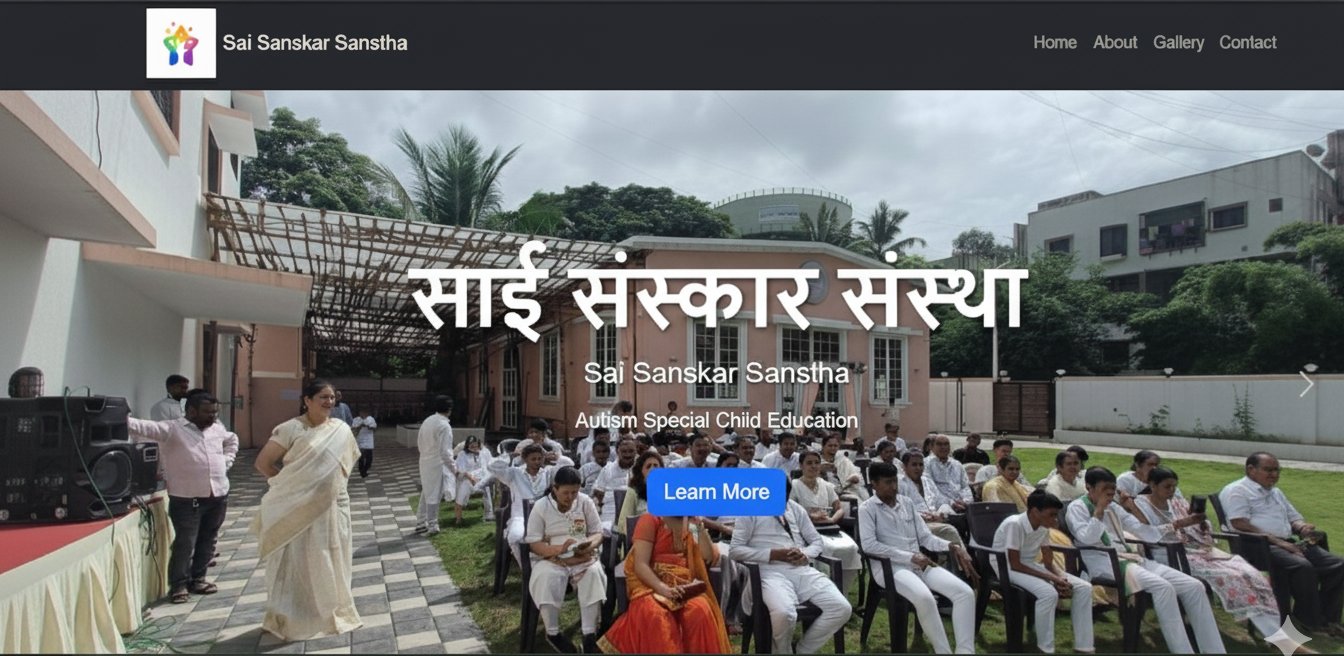 Sai Sanskar Sanstha
Home About Gallery Contact
साई संस्कार संस्था
Sai Sanskar Sanstha
Autism Special Child Education
Learn More